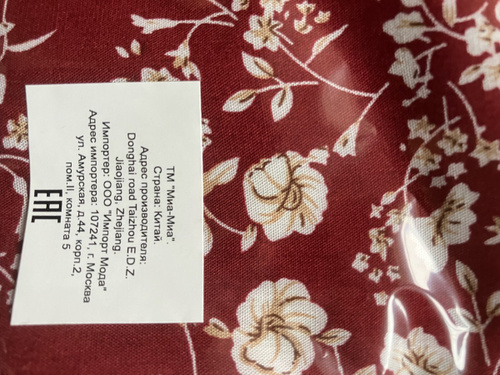 ТМ "Миа-Миа".
Страна: Китай.
Адрес производителя:
Donghai road Taizhou E.D.Z.
Jiaojiang, Zhejiang.
Импортер: ООО "Импорт Мода"
Адрес импортера: 107241, г. Москва
ул. Амурская, д.44, корп.2,
пом.II, комната 5
EAC